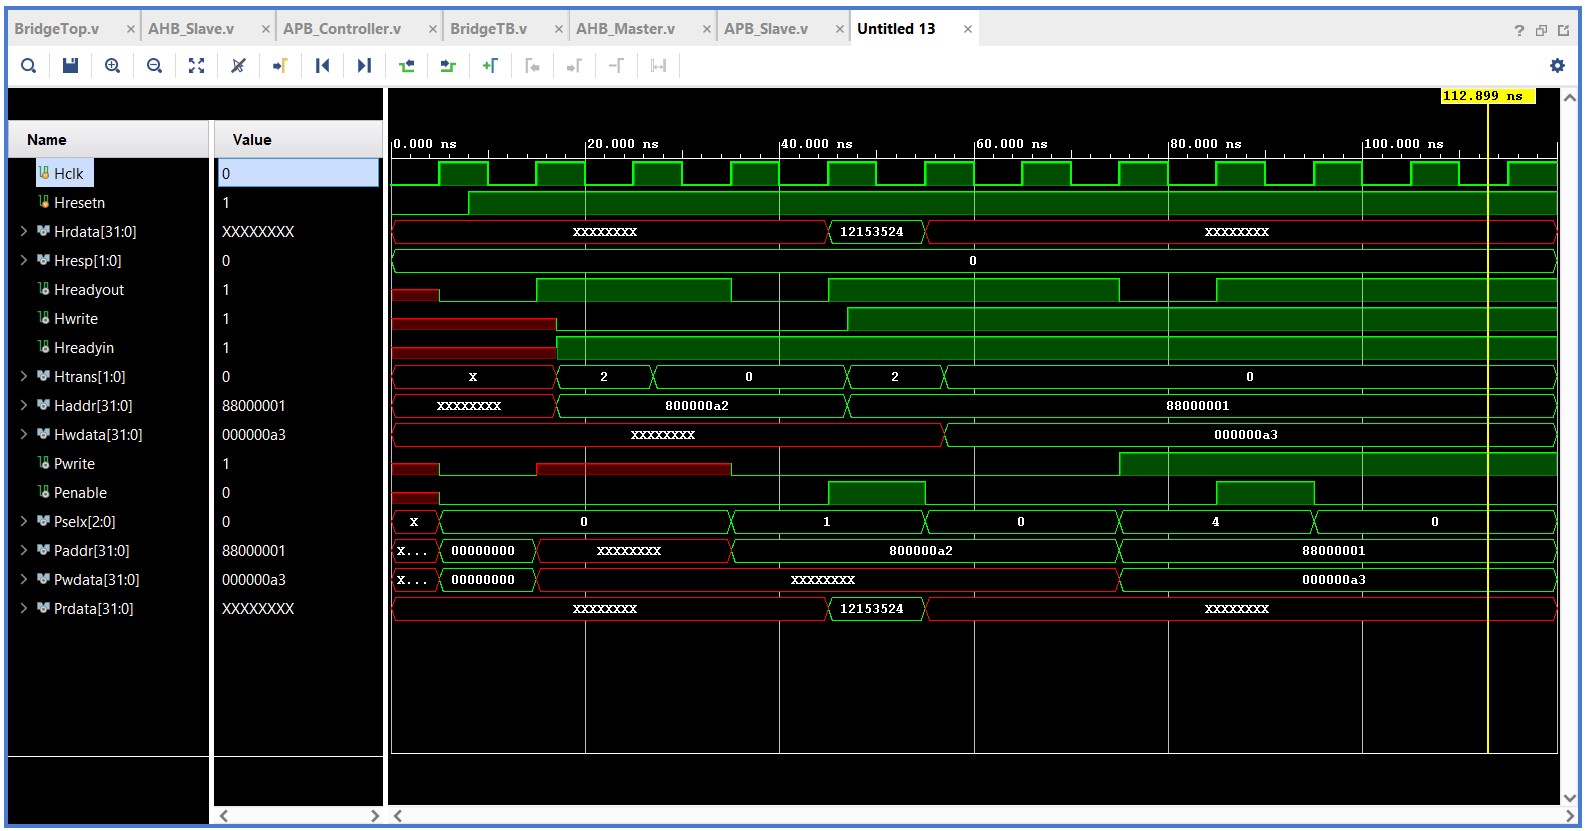 BridgeTop.v × AHB_Slave.v × APB_Controller.v × BridgeTB.v × AHB_Master.v × APB_Slave.v × Untitled 13 × ?
112.899 ns
Name Value 0.000 ns 20.000 ns 40.000 ns 60.000 ns 80.000 ns 100.000 ns
Hclk 0
Hresetn 1
Hrdata[31:0] XXXXXXXX XXXXXXXX 12153524 XXXXXXXX
Hresp[1:0] 0 0
Hreadyout 1
Hwrite 1
Hreadyin 1
Htrans[1:0] 0 X 2 0 2 0
Haddr[31:0] 88000001 XXXXXXXX 800000a2 88000001
Hwdata[31:0] 000000a3 XXXXXXXX 000000a3
Pwrite 1
Penable 0
Pselx[2:0] 0 X 0 1 0 4 0
Paddr[31:0] 88000001 X... 00000000 XXXXXXXX 800000a2 88000001
Pwdata[31:0] 000000a3 X... 00000000 XXXXXXXX 000000a3
Prdata[31:0] XXXXXXXX XXXXXXXX 12153524 XXXXXXXX